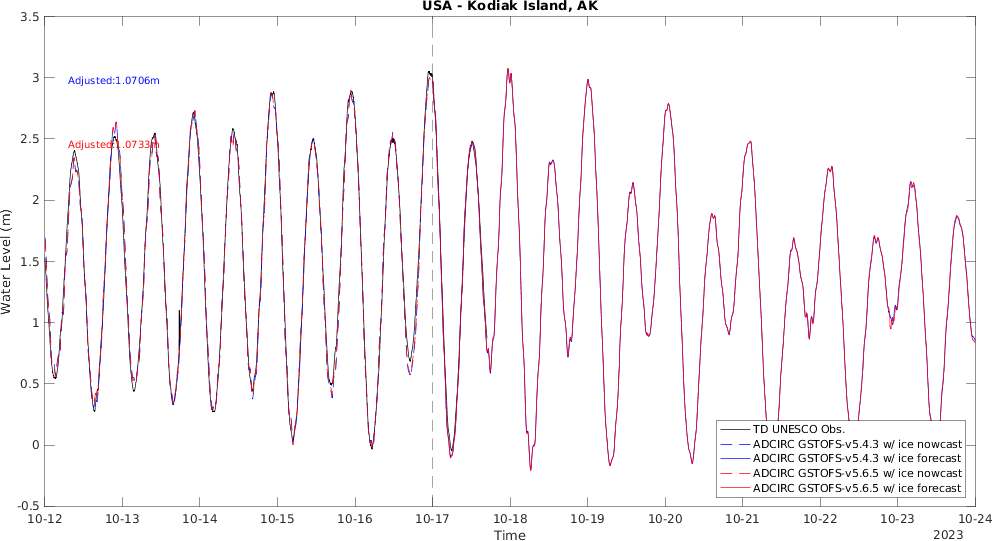 USA - Kodiak Island, AK
3.5
3
2.5
2
1.5
1
0.5
0
-0.5
Water Level (m)
Adjusted:1.0706m
Adjusted:1.0733m
TD UNESCO Obs.
ADCIRC GSTOFS-v5.4.3 w/ ice nowcast
ADCIRC GSTOFS-v5.4.3 w/ ice forecast
ADCIRC GSTOFS-v5.6.5 w/ ice nowcast
ADCIRC GSTOFS-v5.6.5 w/ ice forecast
10-12 10-13 10-14 10-15 10-16 10-17 10-18 10-19 10-20 10-21 10-22 10-23 10-24
Time
2023